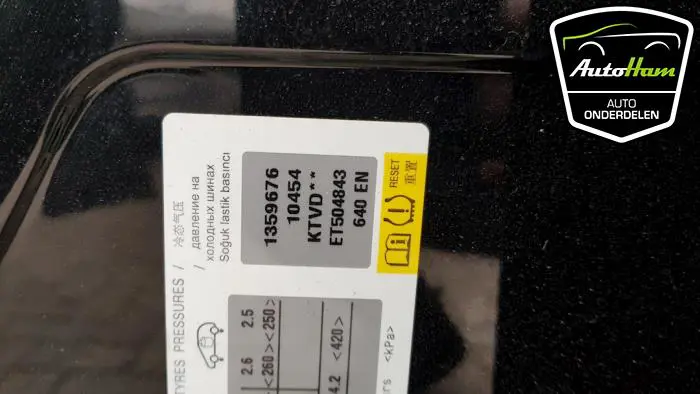 AutoHam
AUTO
ONDERDELEN
TYRES PRESSURES / 冷态气压
/ давление на
холодных шинах
Soğuk lastik basıncı
1359676
10454
KTVD**
ET504843
640 EN
RESET
重置
2.6 2.5
<260> <250>
4.2 <420>
<kPa>